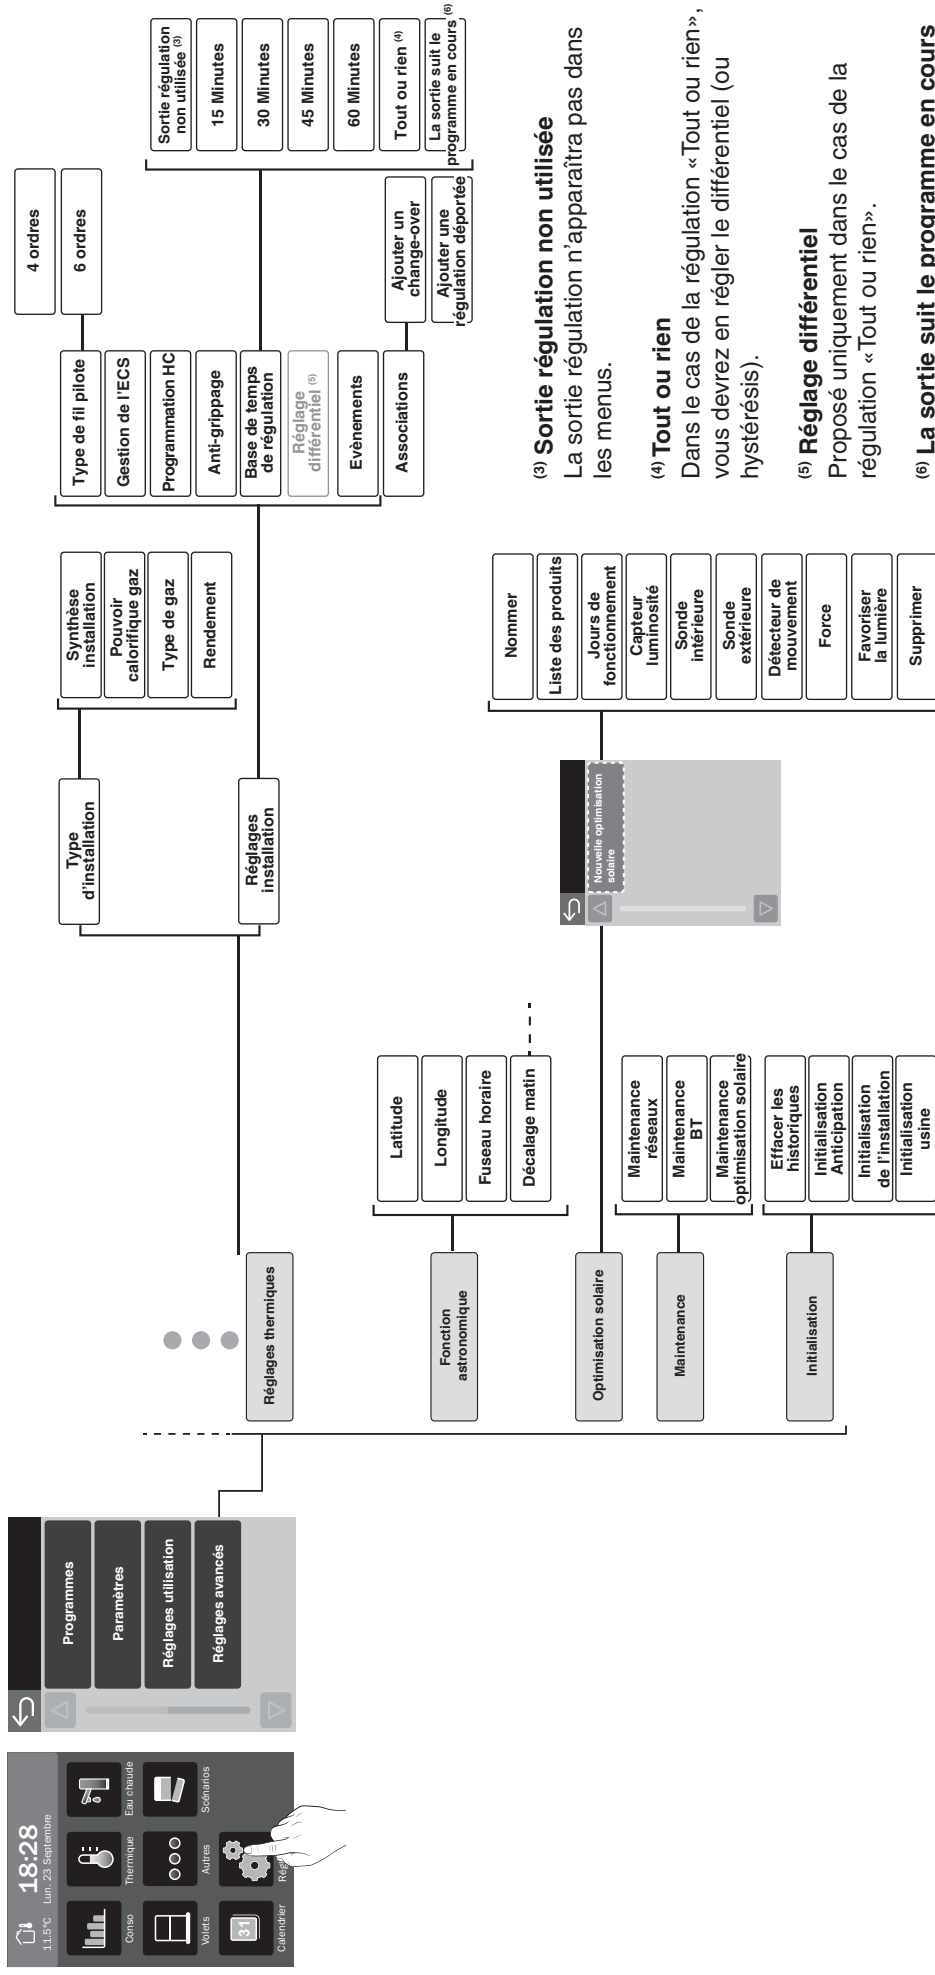 11.5°C
18:28
Lun. 23 Septembre
Conso
Thermique
Eau chaude
Volets
Autres
Scénarios
31
Calendrier
Rég
Programmes
Paramètres
Réglages utilisation
Réglages avancés
Réglages thermiques
Type
d'installation
Synthèse
installation
Pouvoir
calorifique gaz
Type de gaz
Rendement
Réglages
installation
Type de fil pilote
4 ordres
6 ordres
Gestion de l'ECS
Programmation HC
Anti-grippage
Base de temps
de régulation
Sortie régulation
non utilisée (3)
15 Minutes
30 Minutes
45 Minutes
60 Minutes
Tout ou rien (4)
La sortie suit le
programme en cours (6)
Réglage
différentiel (5)
Evènements
Associations
Ajouter un
change-over
Ajouter une
régulation déportée
Fonction
astronomique
Latitude
Longitude
Fuseau horaire
Décalage matin
Optimisation solaire
Nouvelle optimisation
solaire
Nommer
Liste des produits
Jours de
fonctionnement
Capteur
luminosité
Sonde
intérieure
Sonde
extérieure
Détecteur de
mouvement
Force
Favoriser
la lumière
Supprimer
Maintenance
Maintenance
réseaux
Maintenance
BT
Maintenance
optimisation solaire
Initialisation
Effacer les
historiques
Initialisation
Anticipation
Initialisation
de l'installation
Initialisation
usine
(3) Sortie régulation non utilisée
La sortie régulation n'apparaîtra pas dans
les menus.
(4) Tout ou rien
Dans le cas de la régulation «Tout ou rien»,
vous devrez en régler le différentiel (ou
hystérésis).
(5) Réglage différentiel
Proposé uniquement dans le cas de la
régulation «Tout ou rien».
(6) La sortie suit le programme en cours